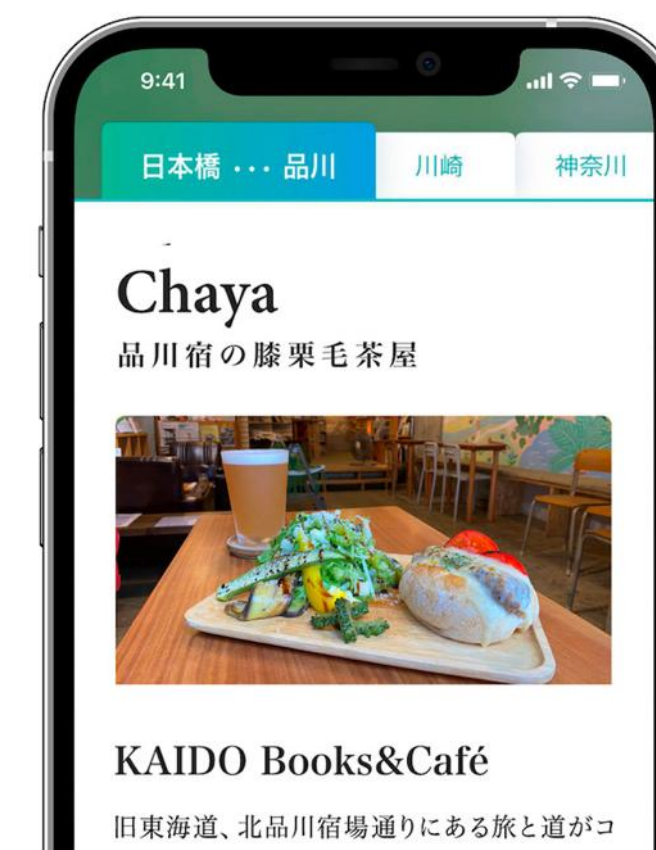 9:41
日本橋 ··· 品川
川崎
神奈川
Chaya
品川宿の膝栗毛茶屋
KAIDO Books&Café
旧東海道、北品川宿場通りにある旅と道がコ